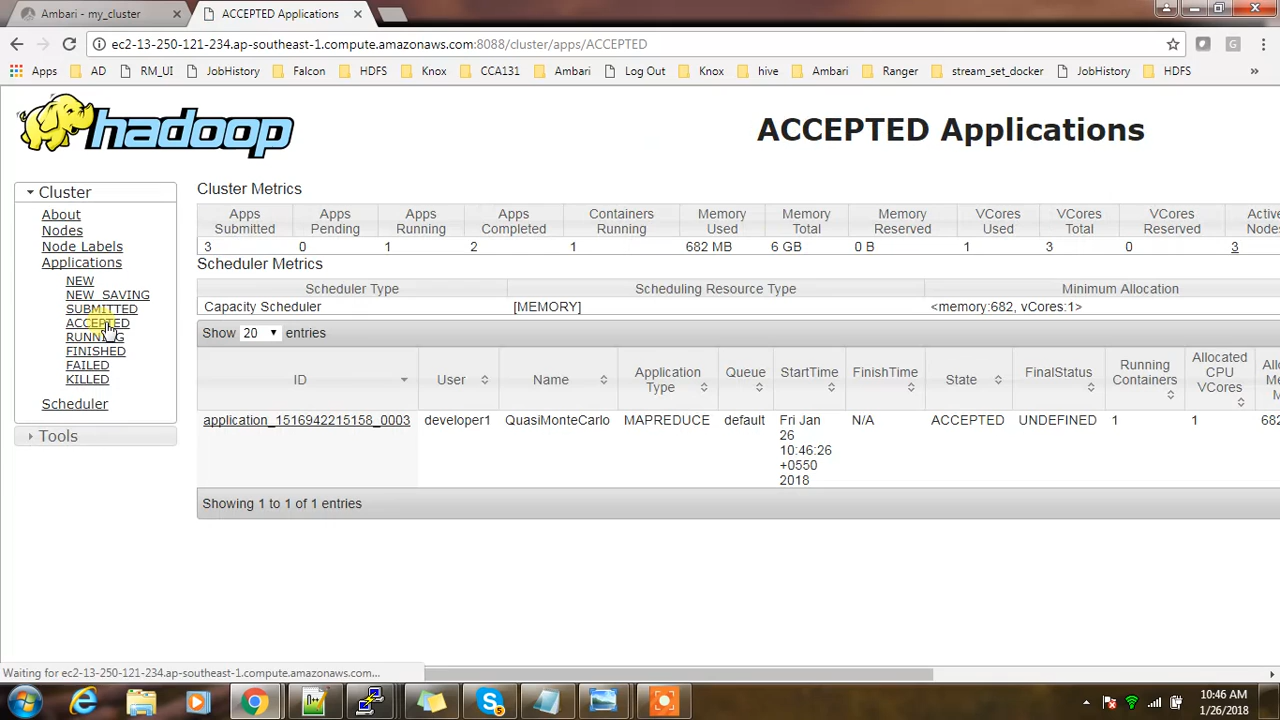 Ambari - my_cluster
ACCEPTED Applications
ec2-13-250-121-234.ap-southeast-1.compute.amazonaws.com:8088/cluster/apps/ACCEPTED
G
Apps AD RM_UI JobHistory Falcon HDFS Knox CCA131 Ambari Log Out Knox hive Ambari Ranger stream_set_docker JobHistory HDFS »
hadoop
ACCEPTED Applications
Cluster
About
Nodes
Node Labels
Applications
NEW
NEW_SAVING
SUBMITTED
ACCEPTED
RUNNING
FINISHED
FAILED
KILLED
Scheduler
Tools
Cluster Metrics
Apps Submitted Apps Pending Apps Running Apps Completed Containers Running Memory Used Memory Total Memory Reserved VCores Used VCores Total VCores Reserved Active Nodes
3 0 1 2 1 682 MB 6 GB 0 B 1 3 0 3
Scheduler Metrics
Scheduler Type Scheduling Resource Type Minimum Allocation
Capacity Scheduler [MEMORY] <memory:682, vCores:1>
Show 20 entries
ID User Name Application Type Queue StartTime FinishTime State FinalStatus Running Containers Allocated CPU VCores
application_1516942215158_0003 developer1 QuasiMonteCarlo MAPREDUCE default Fri Jan 26 10:46:26 +0550 2018 N/A ACCEPTED UNDEFINED 1 1 682
Showing 1 to 1 of 1 entries
Waiting for ec2-13-250-121-234.ap-southeast-1.compute.amazonaws.com...
10:46 AM
1/26/2018